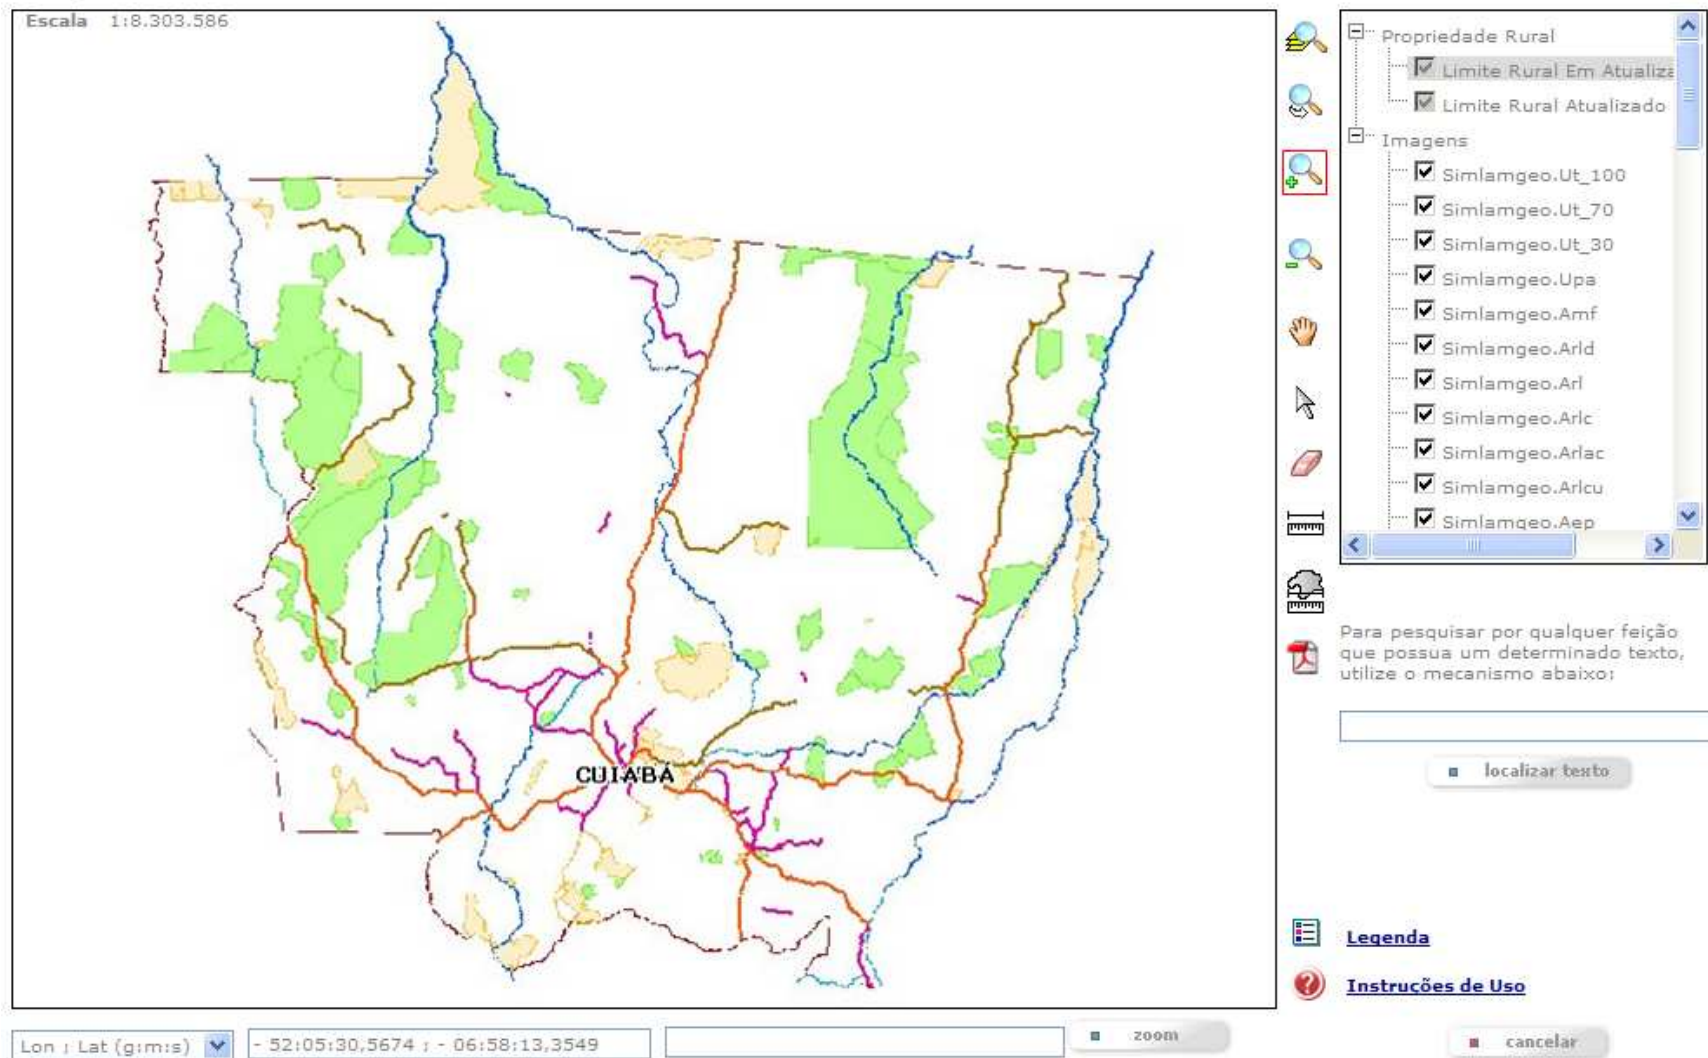 Escala 1:8.303.586
CUIABÁ
Propriedade Rural
Limite Rural Em Atualiza
Limite Rural Atualizado
Imagens
Simlamgeo.Ut_100
Simlamgeo.Ut_70
Simlamgeo.Ut_30
Simlamgeo.Upa
Simlamgeo.Amf
Simlamgeo.Arld
Simlamgeo.Arl
Simlamgeo.Arlc
Simlamgeo.Arlac
Simlamgeo.Arlcu
Simlamgeo.Aep
Para pesquisar por qualquer feição
que possua um determinado texto,
utilize o mecanismo abaixo:
localizar texto
Legenda
Instruções de Uso
Lon ; Lat (g:m:s)
- 52:05:30,5674 ; - 06:58:13,3549
zoom
cancelar